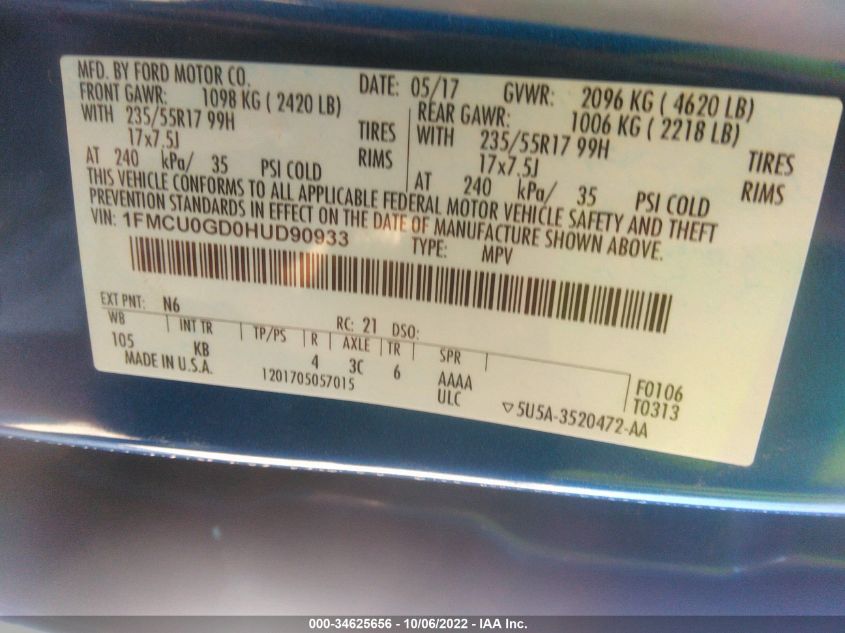 MFD. BY FORD MOTOR CO. DATE: 05/17 GVWR: 2096 KG ( 4620 LB)
FRONT GAWR: 1098 KG ( 2420 LB) REAR GAWR: 1006 KG ( 2218 LB)
WITH 235/55R17 99H TIRES WITH 235/55R17 99H TIRES
17x7.5J RIMS 17x7.5J RIMS
AT 240 kPa/ 35 PSI COLD AT 240 kPa/ 35 PSI COLD
THIS VEHICLE CONFORMS TO ALL APPLICABLE FEDERAL MOTOR VEHICLE SAFETY AND THEFT
PREVENTION STANDARDS IN EFFECT ON THE DATE OF MANUFACTURE SHOWN ABOVE.
VIN: 1FMCU0GD0HUD90933 TYPE: MPV
EXT PNT: N6 RC: 21 DSO:
WB INT TR TP/PS R AXLE TR SPR
105 KB 4 3C 6 AAAA F0106
MADE IN U.S.A. 1201705057015 ULC T0313
▽5U5A-3520472-AA
000-34625656 - 10/06/2022 - IAA Inc.